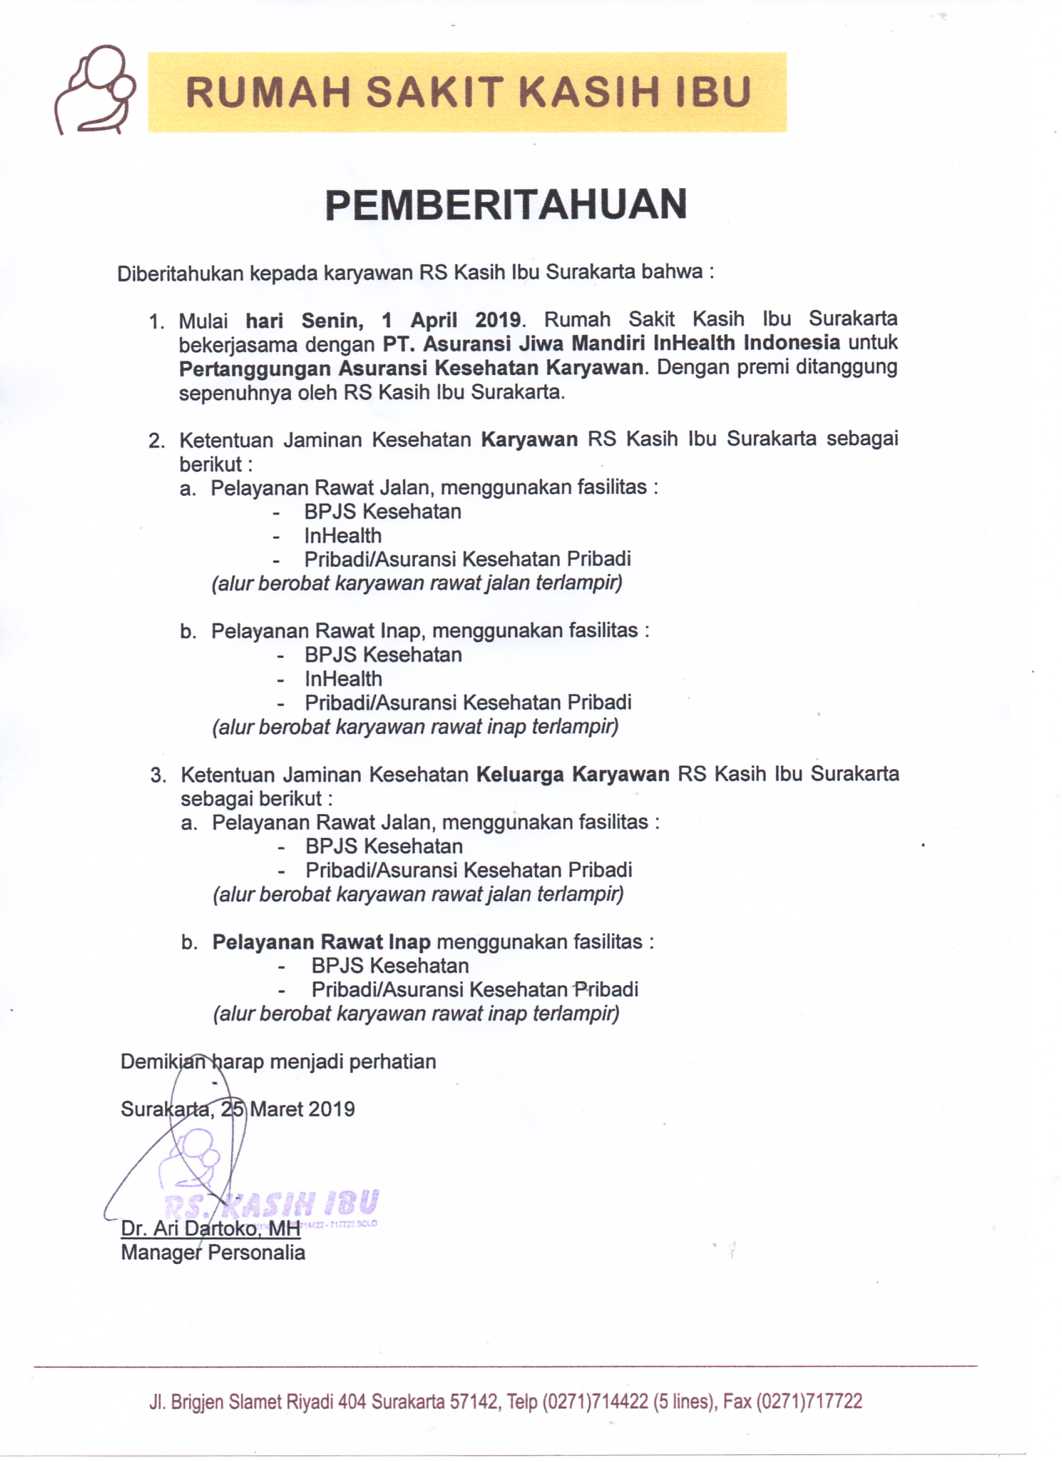 RUMAH SAKIT KASIH IBU
PEMBERITAHUAN
Diberitahukan kepada karyawan RS Kasih Ibu Surakarta bahwa :
1. Mulai hari Senin, 1 April 2019. Rumah Sakit Kasih Ibu Surakarta
bekerjasama dengan PT. Asuransi Jiwa Mandiri InHealth Indonesia untuk
Pertanggungan Asuransi Kesehatan Karyawan. Dengan premi ditanggung
sepenuhnya oleh RS Kasih Ibu Surakarta.
2. Ketentuan Jaminan Kesehatan Karyawan RS Kasih Ibu Surakarta sebagai
berikut :
a. Pelayanan Rawat Jalan, menggunakan fasilitas :
- BPJS Kesehatan
- InHealth
- Pribadi/Asuransi Kesehatan Pribadi
(alur berobat karyawan rawat jalan terlampir)
b. Pelayanan Rawat Inap, menggunakan fasilitas :
- BPJS Kesehatan
- InHealth
- Pribadi/Asuransi Kesehatan Pribadi
(alur berobat karyawan rawat inap terlampir)
3. Ketentuan Jaminan Kesehatan Keluarga Karyawan RS Kasih Ibu Surakarta
sebagai berikut :
a. Pelayanan Rawat Jalan, menggunakan fasilitas :
- BPJS Kesehatan
- Pribadi/Asuransi Kesehatan Pribadi
(alur berobat karyawan rawat jalan terlampir)
b. Pelayanan Rawat Inap menggunakan fasilitas :
- BPJS Kesehatan
- Pribadi/Asuransi Kesehatan Pribadi
(alur berobat karyawan rawat inap terlampir)
Demikian harap menjadi perhatian
Surakarta, 25 Maret 2019
RS. KASIH IBU
Dr. Ari Dartoko, MH
Manager Personalia
Jl. Brigjen Slamet Riyadi 404 Surakarta 57142, Telp (0271)714422 (5 lines), Fax (0271)717722